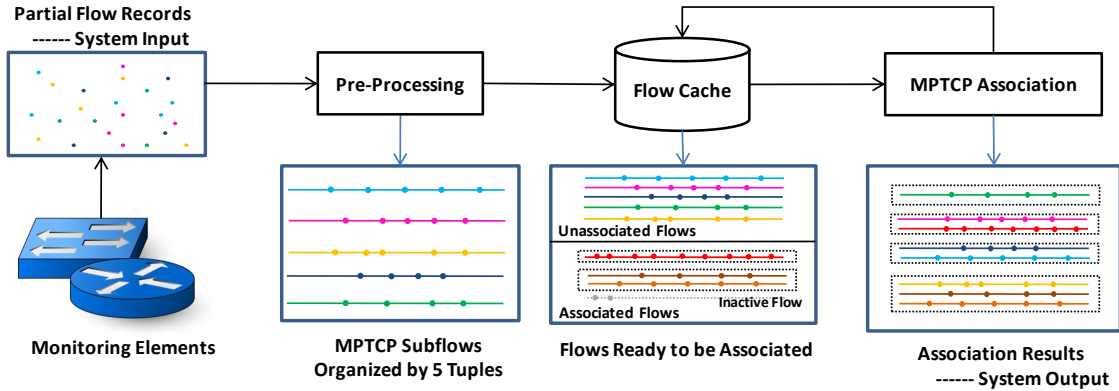 Partial Flow Records
------ System Input
Pre-Processing
Flow Cache
MPTCP Association
Unassociated Flows
Inactive Flow
Associated Flows
Monitoring Elements
MPTCP Subflows
Organized by 5 Tuples
Flows Ready to be Associated
Association Results
------ System Output